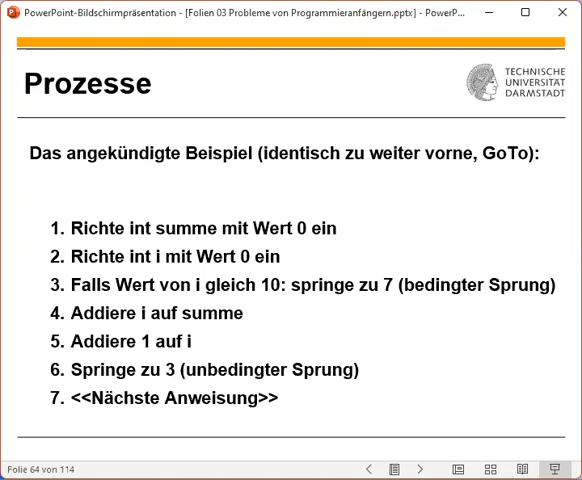 PowerPoint-Bildschirmpräsentation - [Folien 03 Probleme von Programmieranfängern.pptx] - PowerP...
Prozesse
TECHNISCHE
UNIVERSITÄT
DARMSTADT
Das angekündigte Beispiel (identisch zu weiter vorne, GoTo):
1. Richte int summe mit Wert 0 ein
2. Richte int i mit Wert 0 ein
3. Falls Wert von i gleich 10: springe zu 7 (bedingter Sprung)
4. Addiere i auf summe
5. Addiere 1 auf i
6. Springe zu 3 (unbedingter Sprung)
7. <<Nächste Anweisung>>
Folie 64 von 114